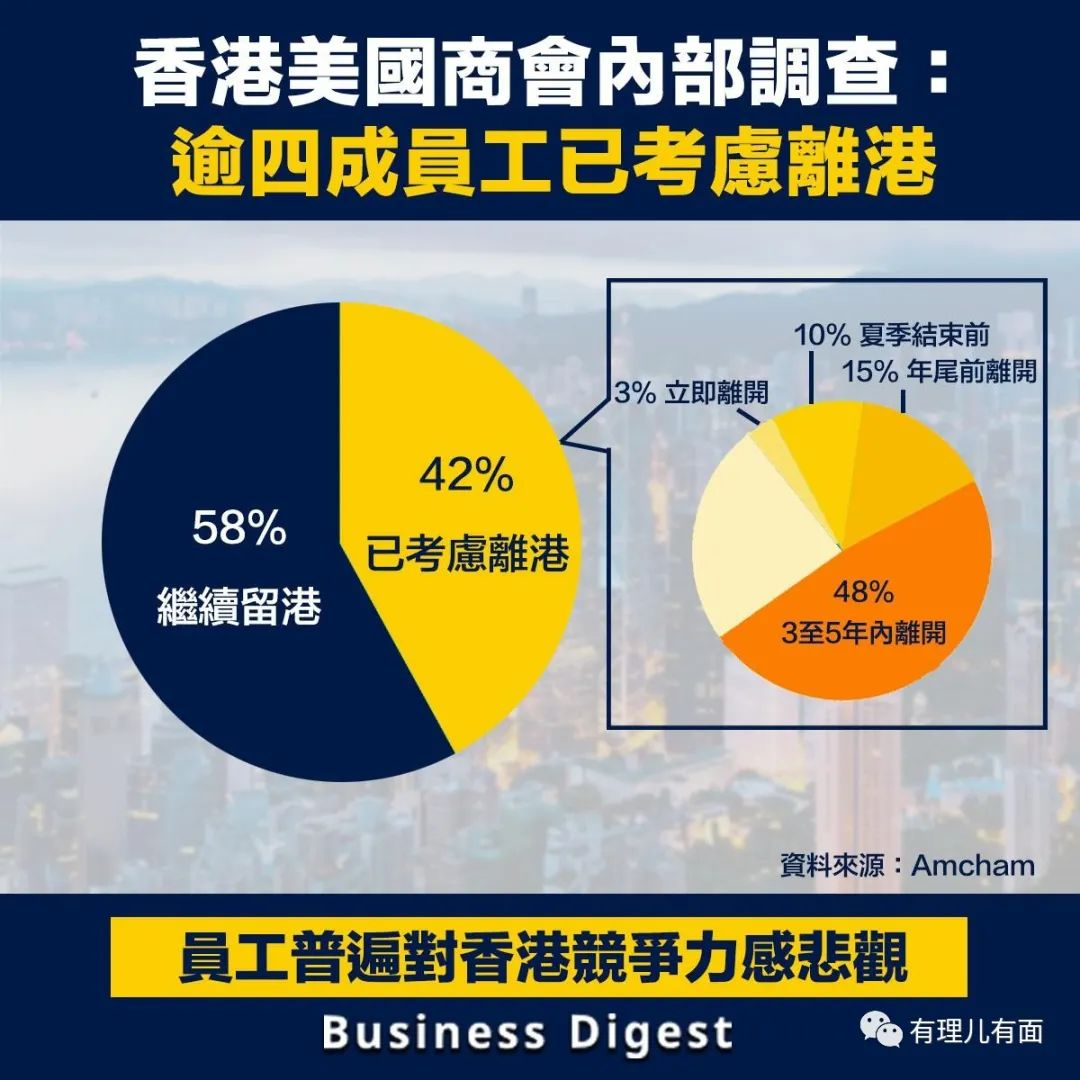 香港美國商會內部調查：
逾四成員工已考慮離港
10% 夏季結束前
15% 年尾前離開
3% 立即離開
42%
已考慮離港
58%
繼續留港
48%
3至5年內離開
資料來源：Amcham
員工普遍對香港競爭力感悲觀
Business Digest
有理儿有面